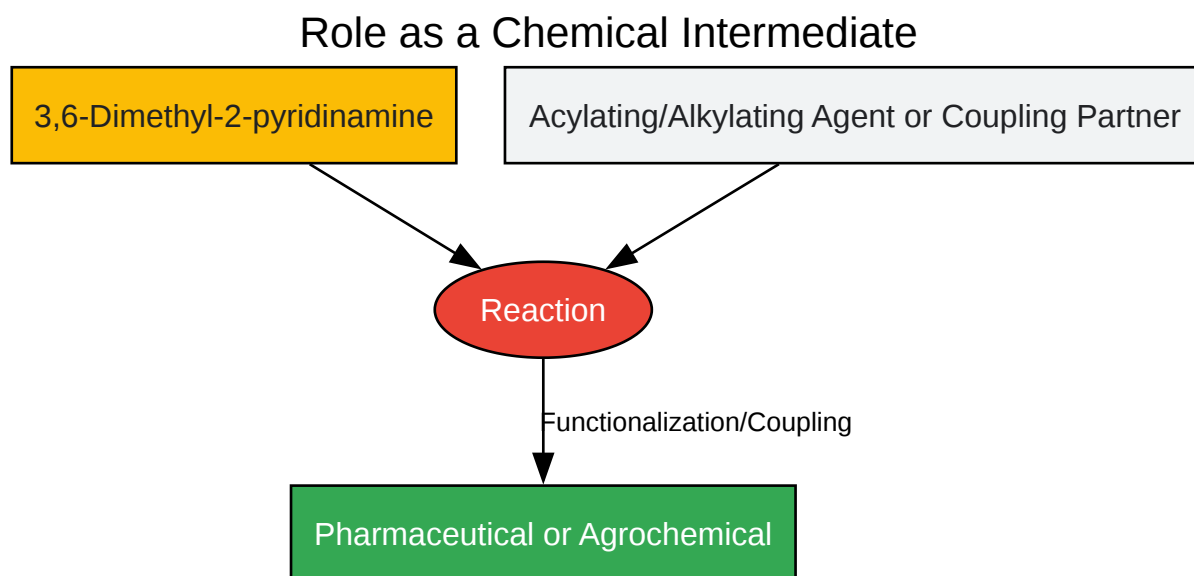 Role as a Chemical Intermediate
3,6-Dimethyl-2-pyridinamine
Acylating/Alkylating Agent or Coupling Partner
Reaction
Functionalization/Coupling
Pharmaceutical or Agrochemical